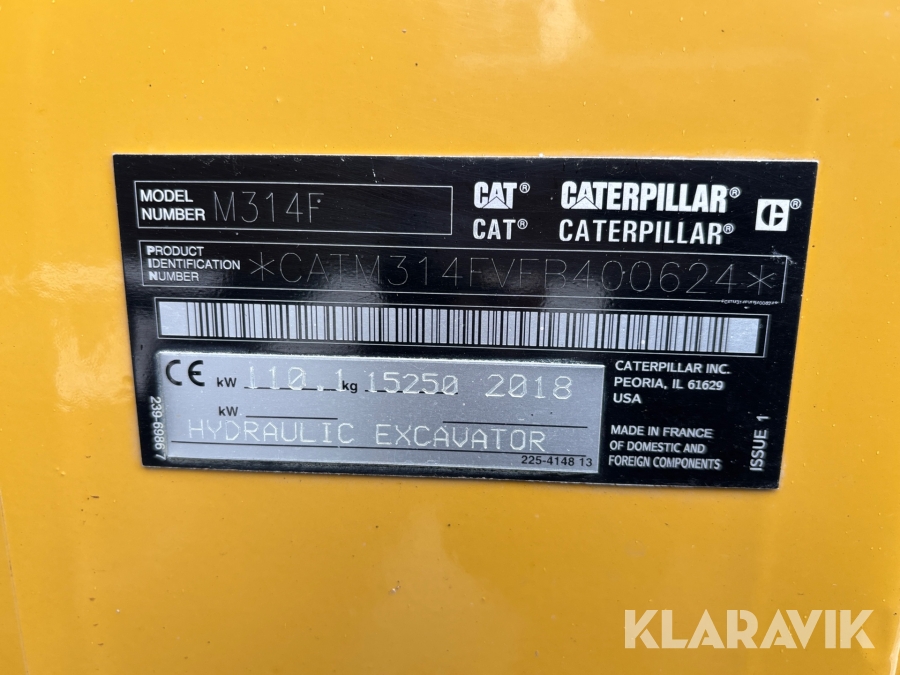 MODEL NUMBER M314F
CAT® CATERPILLAR®
CAT® CATERPILLAR®
PRODUCT IDENTIFICATION NUMBER *CATM314FVFB400624*
CE kW 110.1 kg 15250 2018
kW
HYDRAULIC EXCAVATOR
225-4148 13
239-6986 7
CATERPILLAR INC.
PEORIA, IL 61629
USA
MADE IN FRANCE
OF DOMESTIC AND
FOREIGN COMPONENTS
ISSUE 1
KLARAVIK